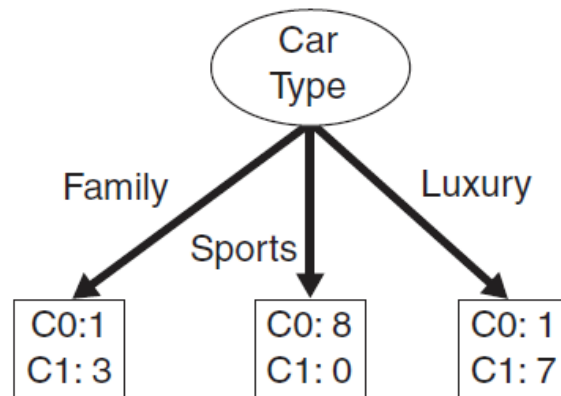 Car
Type
Family
Luxury
Sports
C0:1
C1: 3
C0: 8
C1: 0
C0: 1
C1: 7